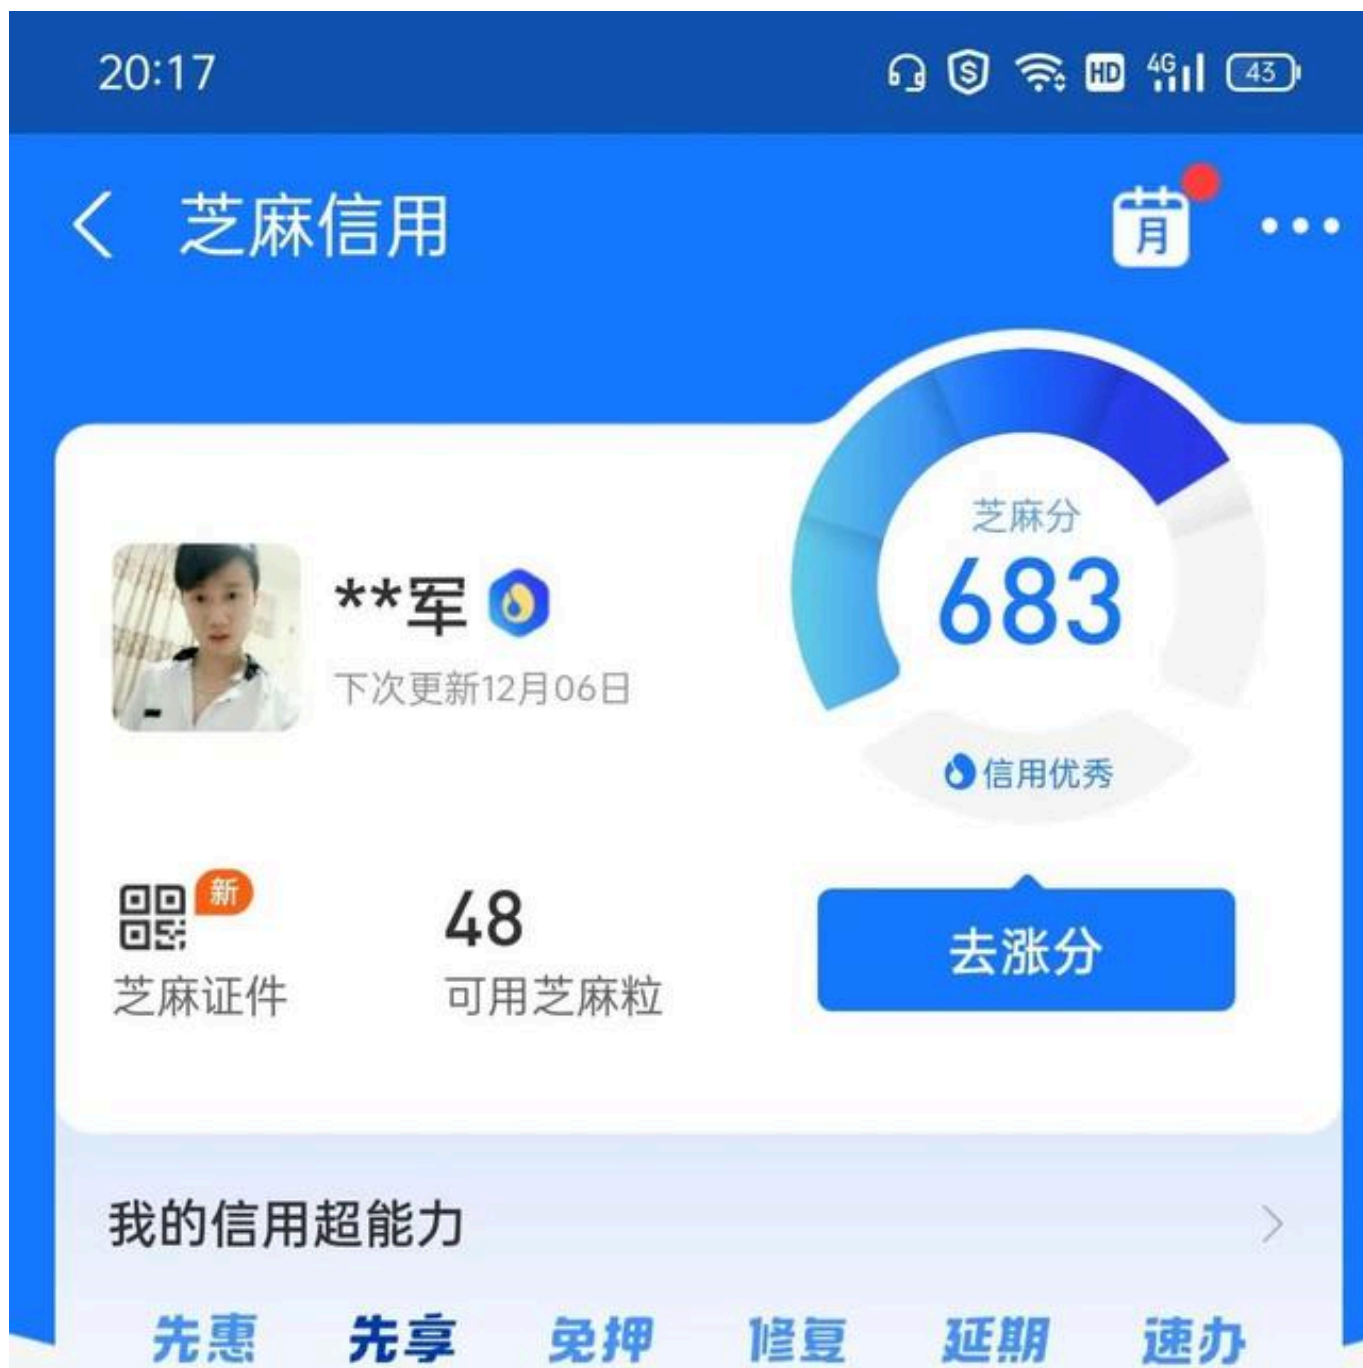 20:17
HD 4G 43
芝麻信用
月
芝麻分
683
**军
下次更新12月06日
信用优秀
新
芝麻证件
48
可用芝麻粒
去涨分
我的信用超能力
先惠 先享 免押 修复 延期 速办